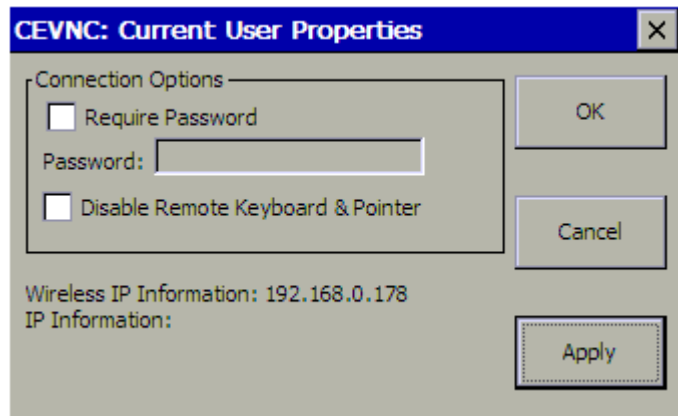 CEVNC: Current User Properties
Connection Options
Require Password
OK
Password:
Disable Remote Keyboard & Pointer
Cancel
Wireless IP Information: 192.168.0.178
IP Information:
Apply